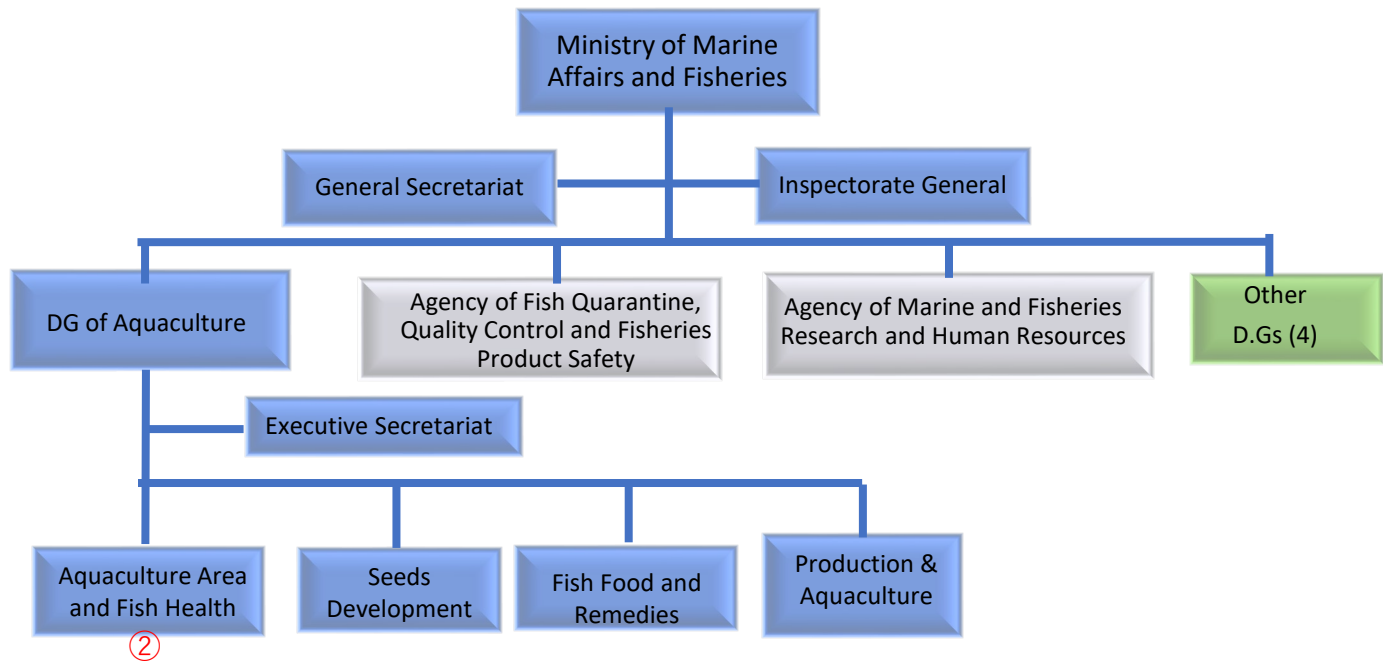 Ministry of Marine
Affairs and Fisheries
General Secretariat
Inspectorate General
DG of Aquaculture
Agency of Fish Quarantine,
Quality Control and Fisheries
Product Safety
Agency of Marine and Fisheries
Research and Human Resources
Other
D.Gs (4)
Executive Secretariat
Aquaculture Area
and Fish Health
②
Seeds
Development
Fish Food and
Remedies
Production &
Aquaculture